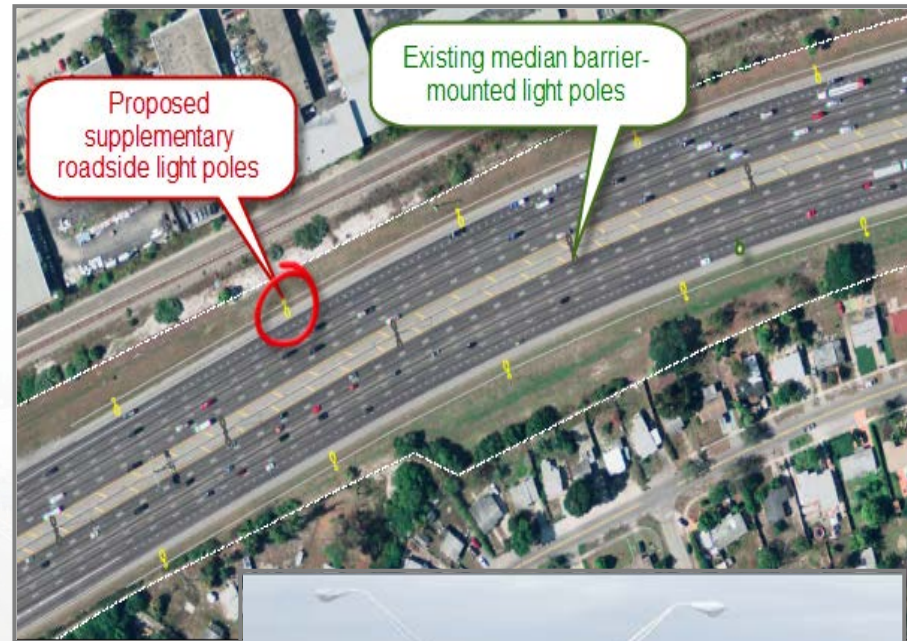 Existing median barrier-
mounted light poles
Proposed
supplementary
roadside light poles